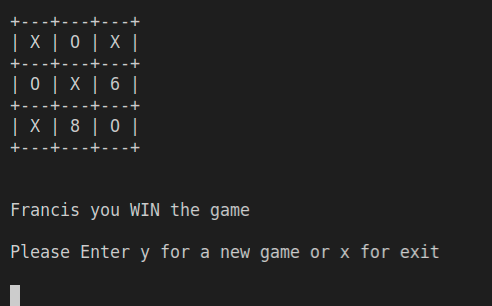 +---+---+---+
| X | O | X |
+---+---+---+
| O | X | 6 |
+---+---+---+
| X | 8 | O |
+---+---+---+
Francis you WIN the game
Please Enter y for a new game or x for exit